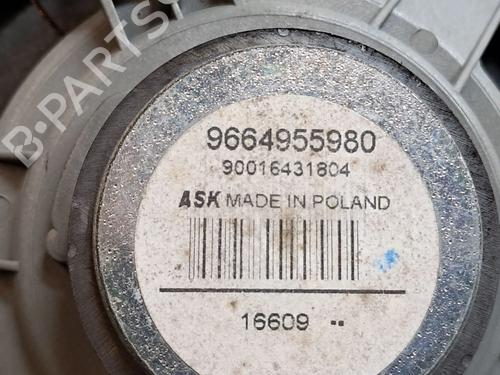 B-PARTS
9664955980
90016431804
ASK MADE IN POLAND
16609 --